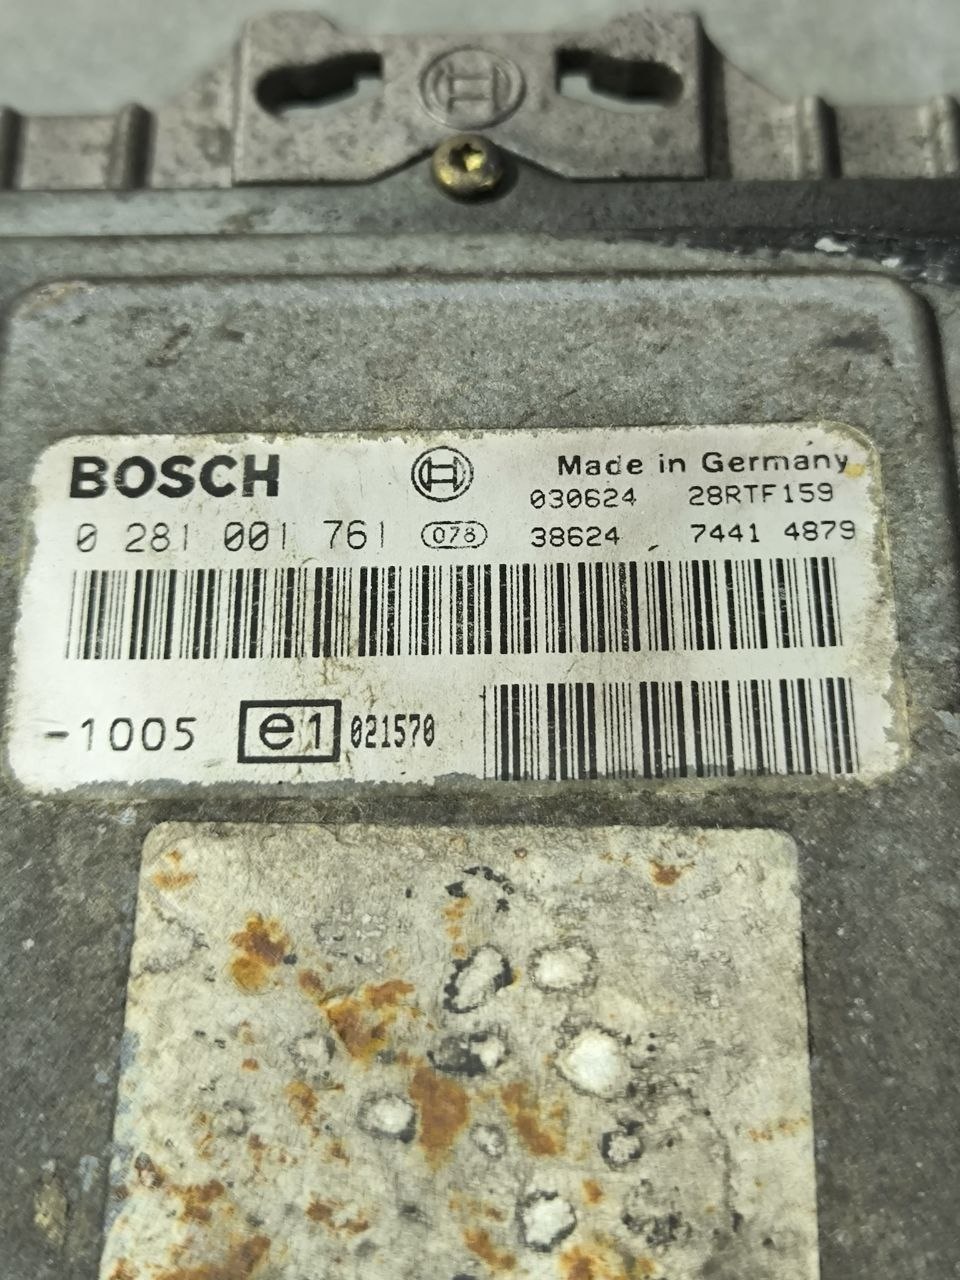 BOSCH
Made in Germany
030624 28RTF159
0 281 001 761 078 38624 7441 4879
-1005 e1 021570